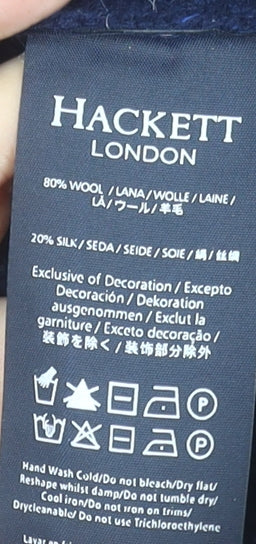 HACKETT
LONDON
80% WOOL / LANA / WOLLE / LAINE /
LÃ / ウール / 羊毛
20% SILK / SEDA / SEIDE / SOIE / 絹 /
Exclusive of Decoration / Excepto
Decoración / Dekoration
ausgenommen / Exclut la
garniture / Exceto decoração /
装飾を除く / 装饰部分除外
P
P
Hand Wash Cold/Do not bleach/Dry flat/
Reshape whilst damp/Do not tumble dry/
Cool iron/Do not iron on trims/
Drycleanable/ Do not use Trichloroethylene